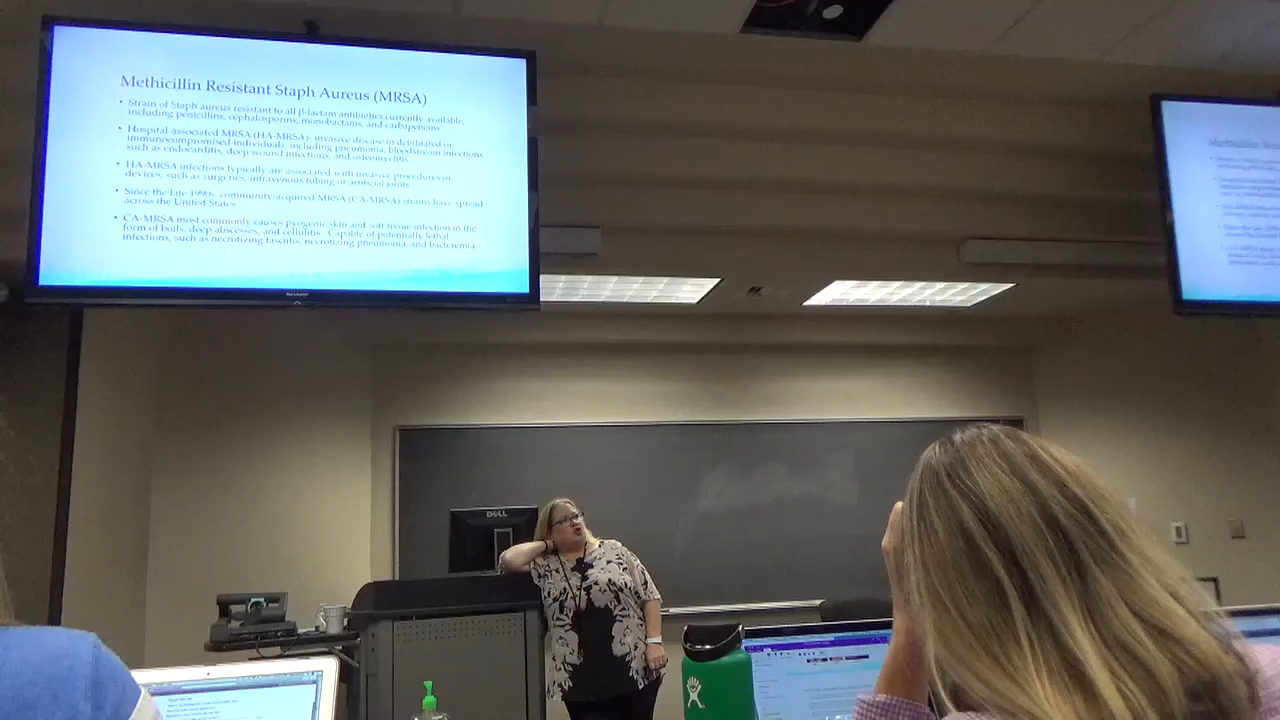 Methicillin Resistant Staph Aureus (MRSA)
• Strain of Staph aureus resistant to all β-lactam antibiotics currently available,
including penicillins, cephalosporins, monobactams, and carbapenems
• Hospital-associated MRSA (HA-MRSA): invasive disease in debilitated or
immunocompromised individuals, including pneumonia, bloodstream infections
such as endocarditis, deep wound infections, and osteomyelitis
• HA-MRSA infections typically are associated with invasive procedures or
devices, such as surgeries, intravenous tubing or artificial joints
• Since the late 1990s, community-acquired MRSA (CA-MRSA) strains have spread
across the United States
• CA-MRSA most commonly causes pyogenic skin and soft tissue infection in the
form of boils, deep abscesses, and cellulitis. Capable of potentially lethal
infections, such as necrotizing fasciitis, necrotizing pneumonia, and bacteremia
SHARP
DELL